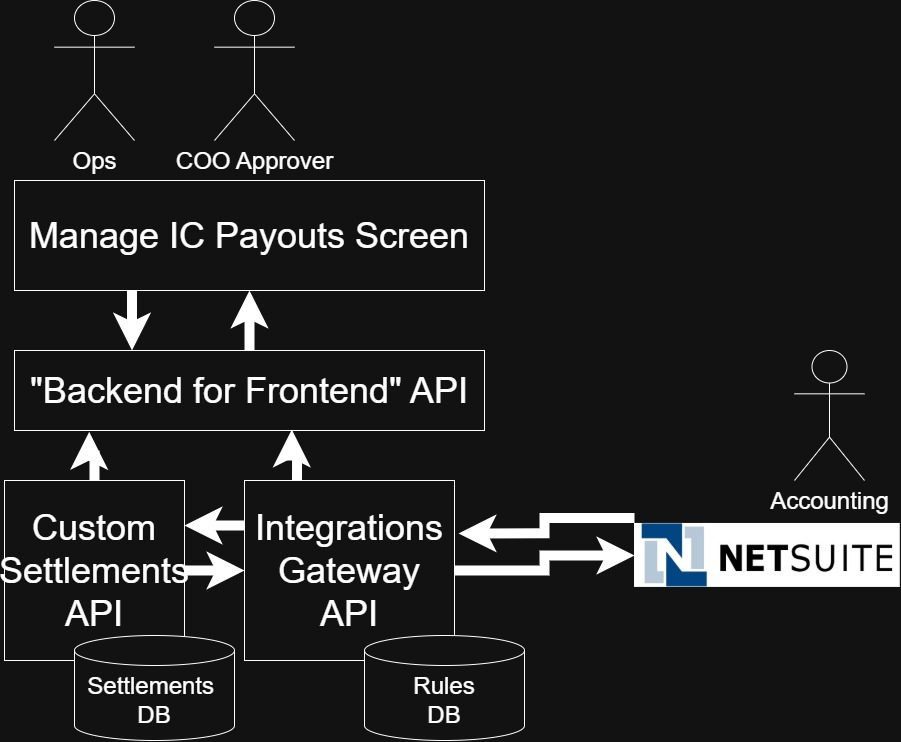 Ops
COO Approver
Manage IC Payouts Screen
"Backend for Frontend" API
Accounting
Custom
Settlements
API
Integrations
Gateway
API
NETSUITE
Settlements
DB
Rules
DB